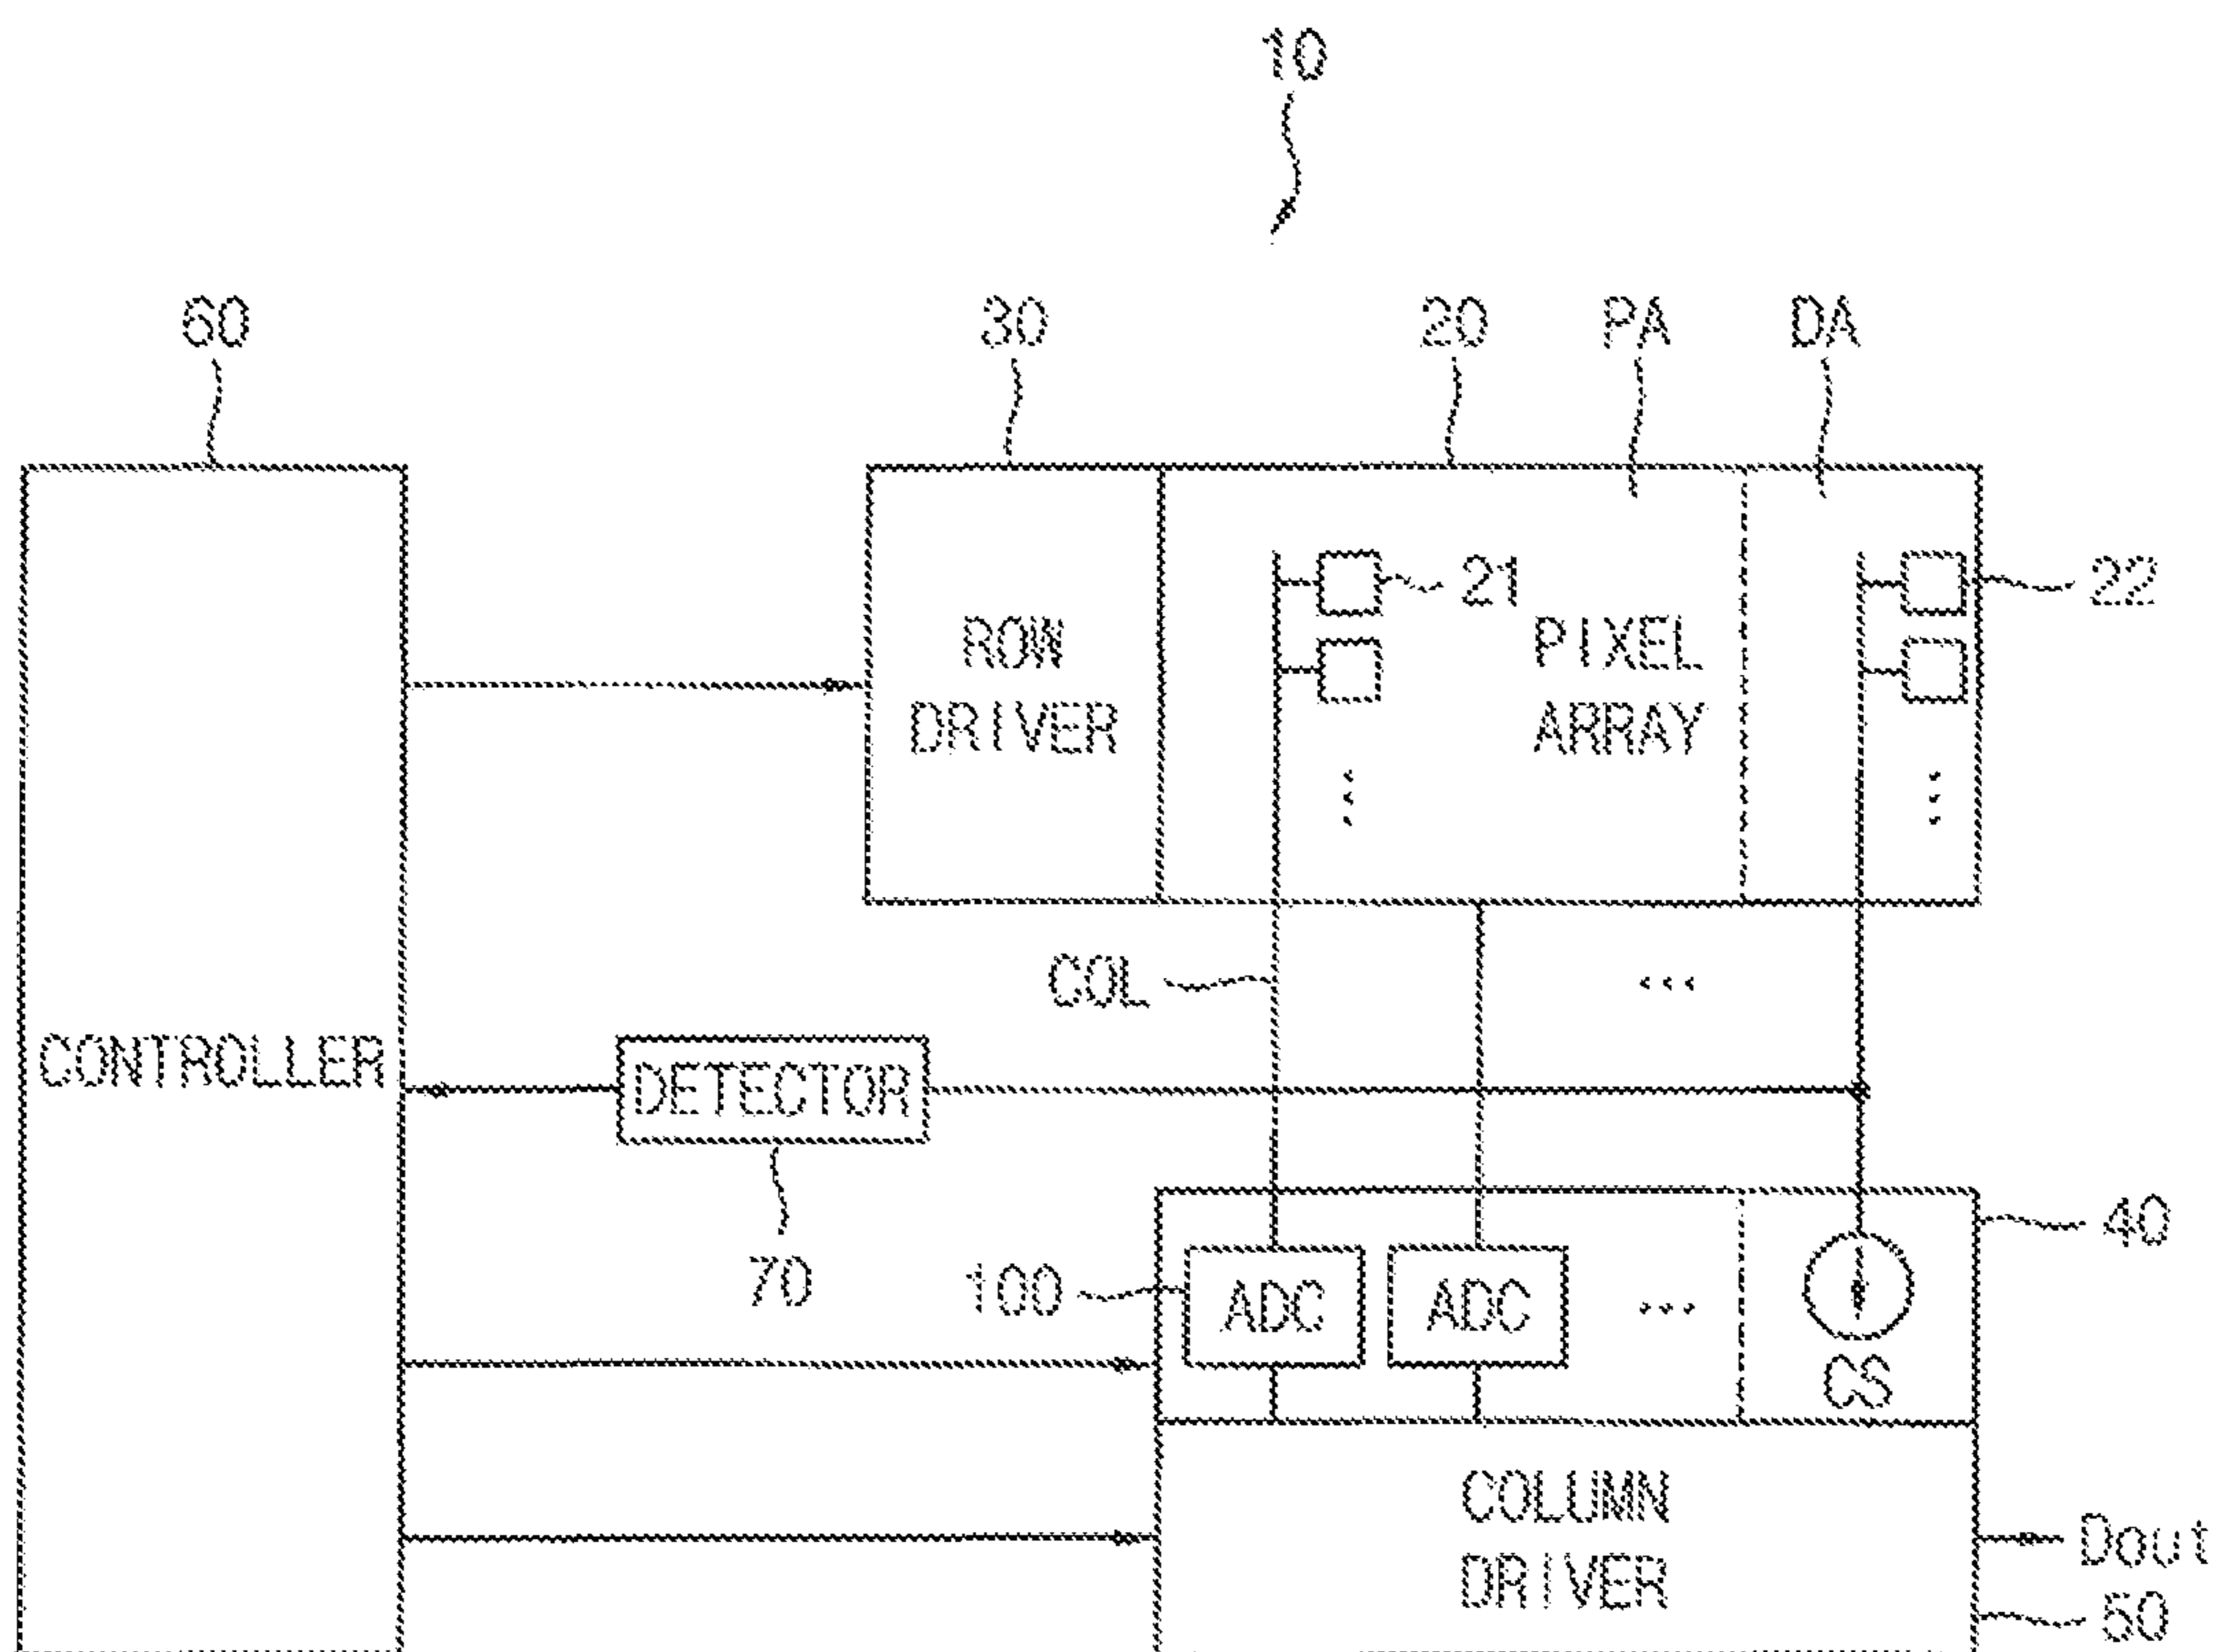 10
60
30
20
PA
DA
21
22
ROW
DRIVER
PIXEL
ARRAY
COL
...
CONTROLLER
DETECTOR
70
100
ADC
ADC
...
CS
40
COLUMN
DRIVER
Dout
50